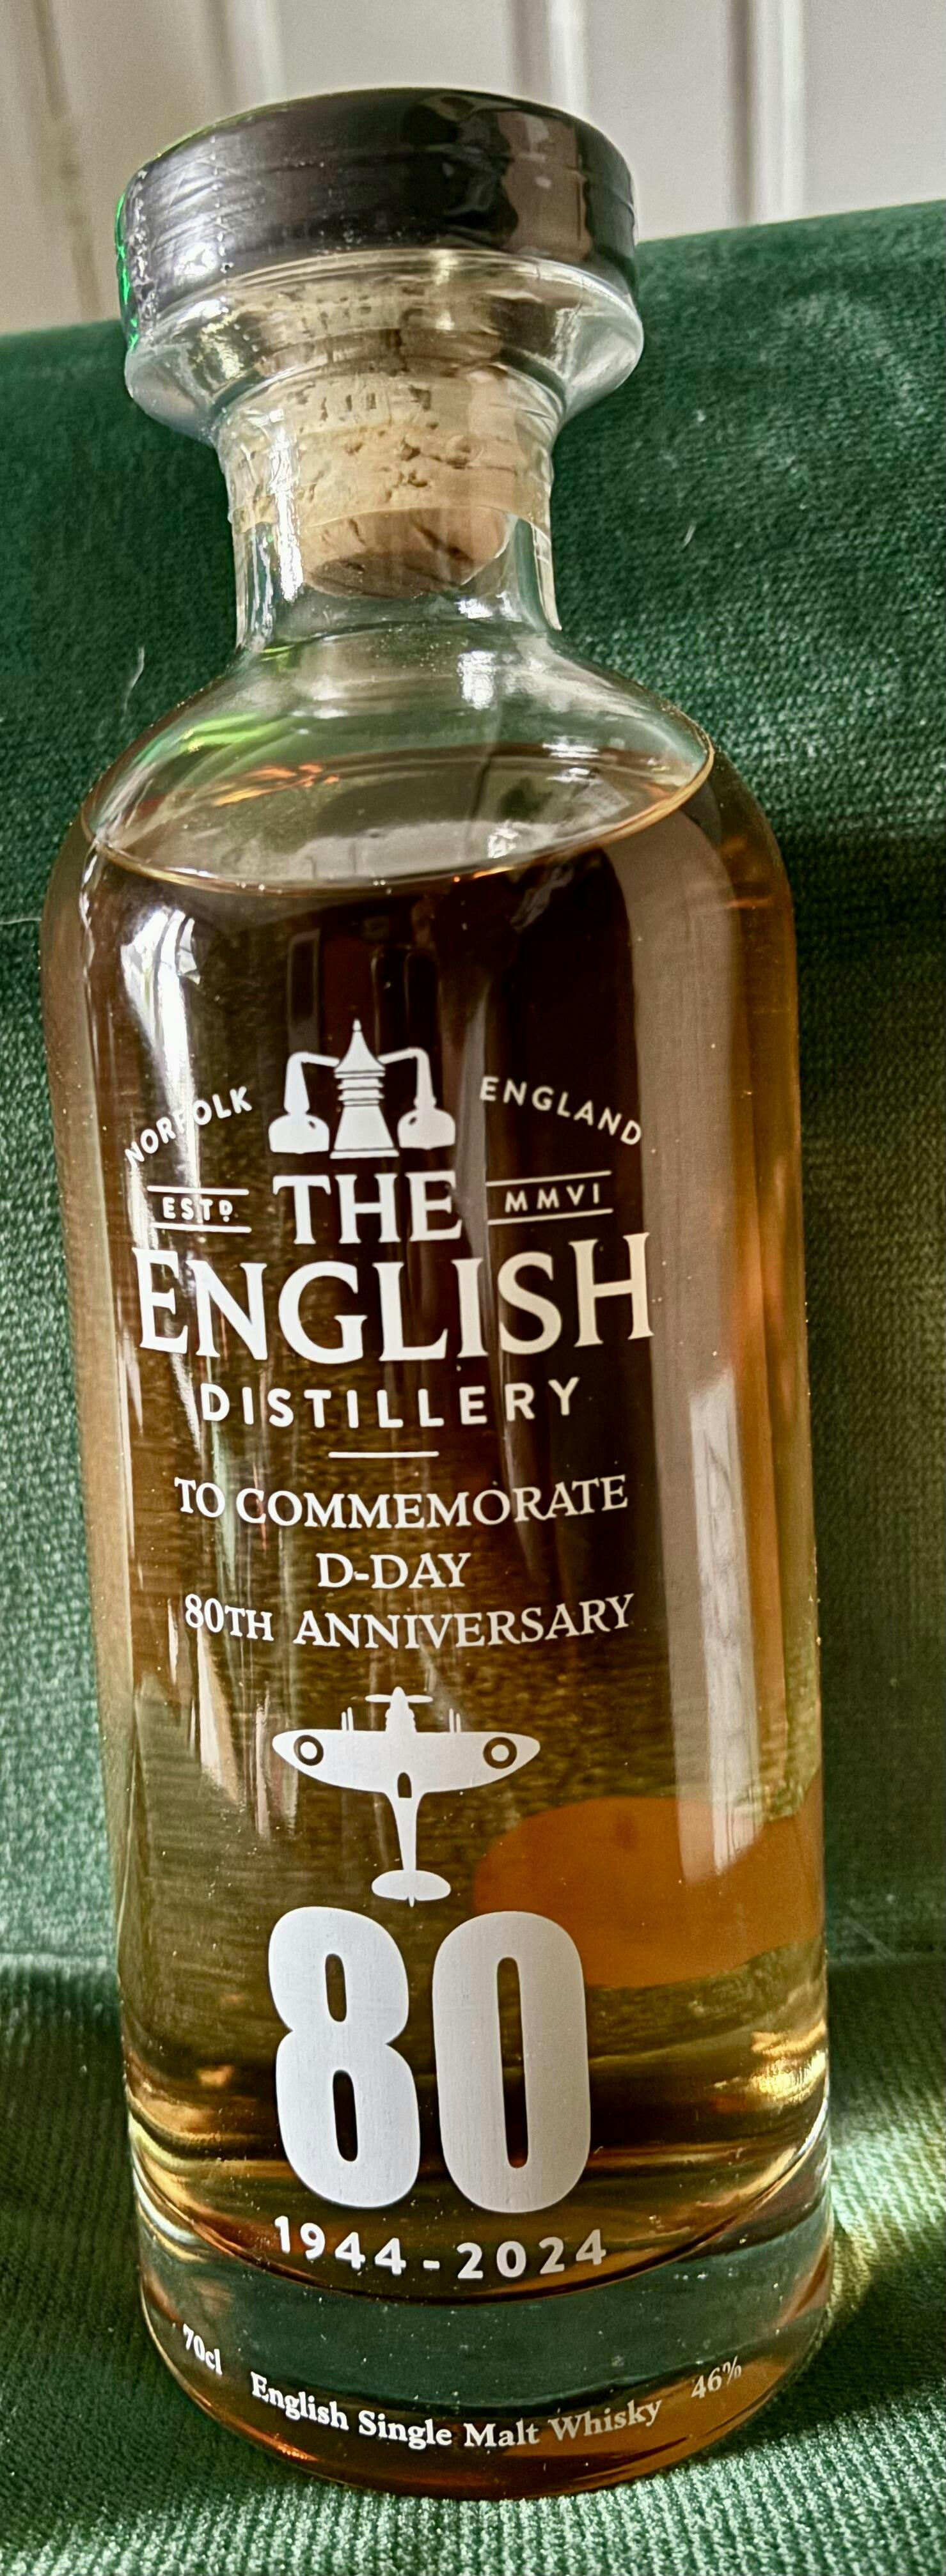 NORFOLK ENGLAND
ESTD THE MMVI
ENGLISH
DISTILLERY
TO COMMEMORATE
D-DAY
80TH ANNIVERSARY
80
1944-2024
70cl English Single Malt Whisky 46%